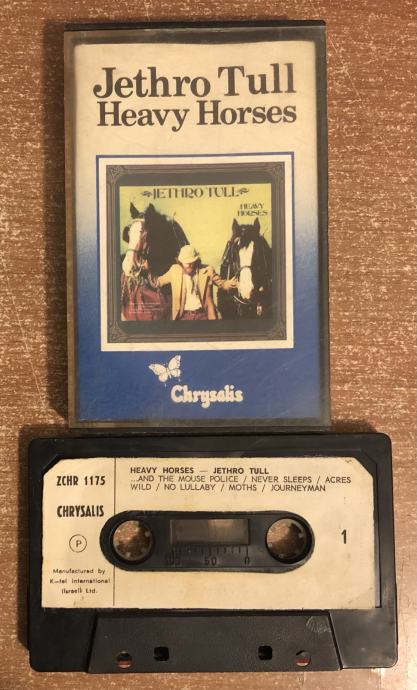 Jethro Tull
Heavy Horses
JETHRO TULL
HEAVY
HORSES
Chrysalis
ZCHR 1175
CHRYSALIS
P
Manufactured by
K-tel international
(Israel) Ltd.
HEAVY HORSES — JETHRO TULL
...AND THE MOUSE POLICE / NEVER SLEEPS / ACRES
WILD / NO LULLABY / MOTHS / JOURNEYMAN
1
100 50 0